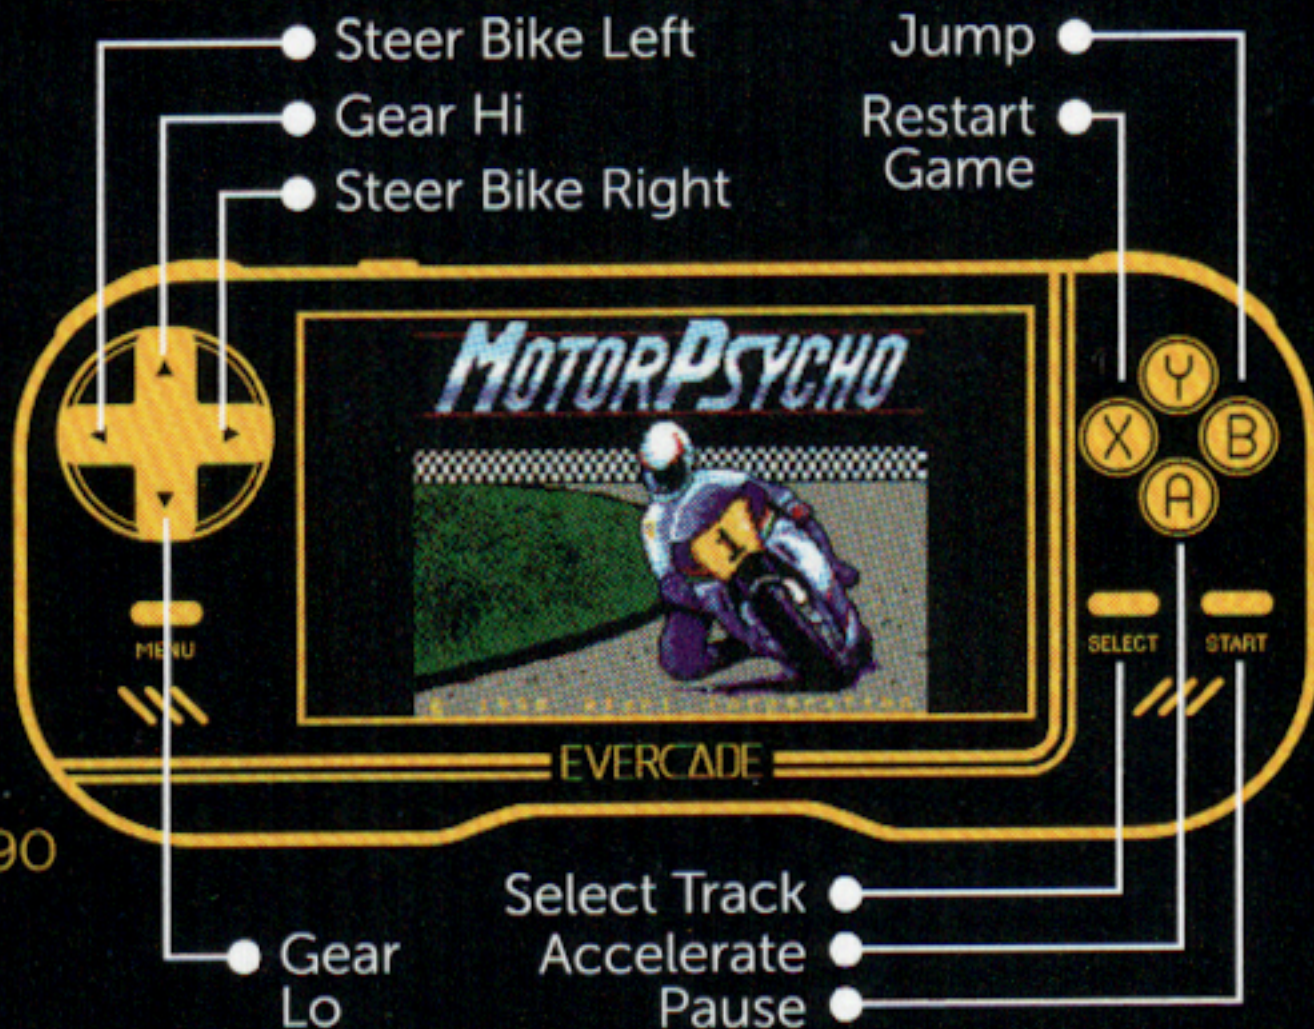 Steer Bike Left
Gear Hi
Steer Bike Right
Jump
Restart
Game
MOTORPSYCHO
1
Y
X
B
A
MENU
SELECT
START
EVERCADE
90
Select Track
Accelerate
Pause
Gear
Lo